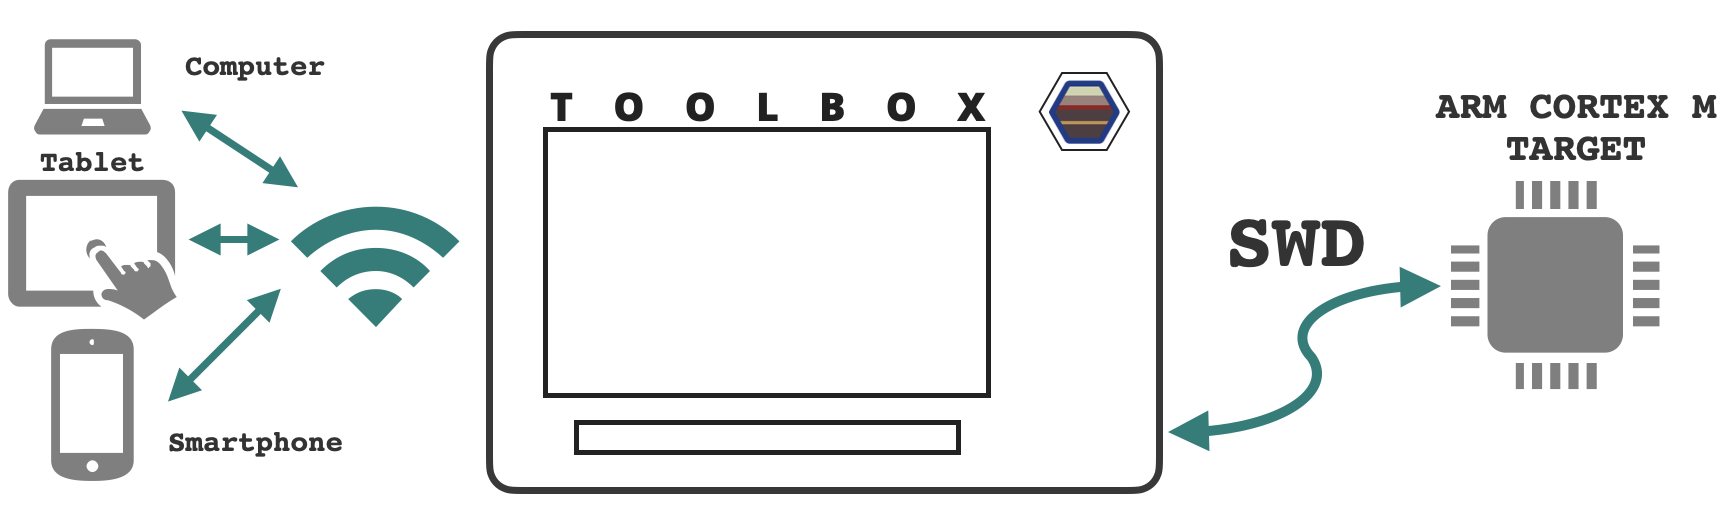 Computer
Tablet
Smartphone
T O O L B O X
SWD
ARM CORTEX M
TARGET